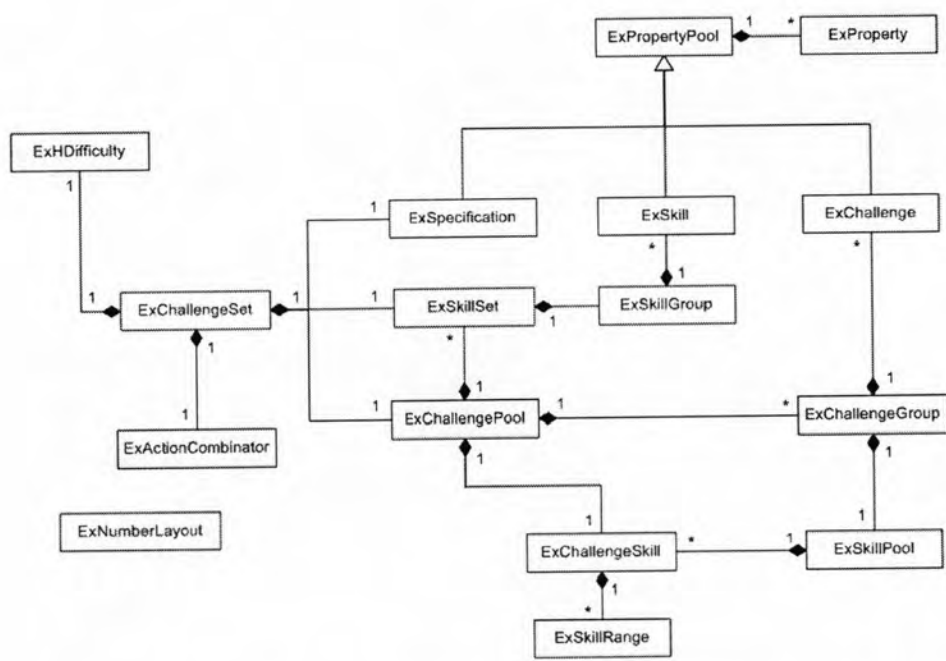 ExPropertyPool 1 * ExProperty
ExHDifficulty
1
1 ExSpecification
ExSkill
*
ExChallenge
*
1 ExChallengeSet 1
1
1 ExSkillSet 1
1
ExSkillGroup
*
1
1 ExChallengePool 1
1
* 1
ExChallengeGroup
1
1
ExActionCombinator
ExNumberLayout
1
ExChallengeSkill * 1
1
1
ExSkillPool
*
ExSkillRange